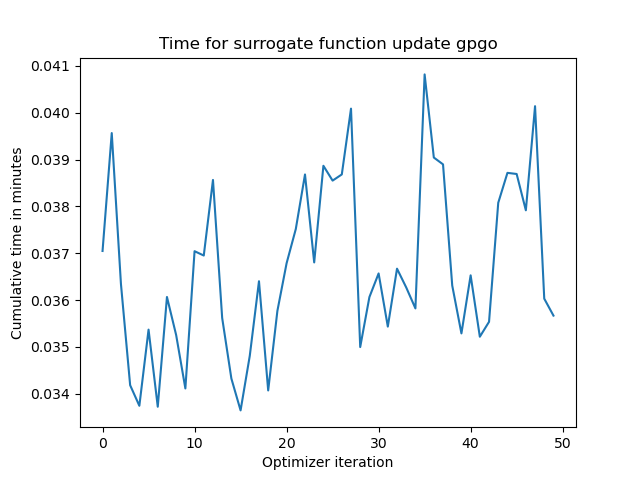 Time for surrogate function update gpgo
0.041
0.040
0.039
0.038
0.037
0.036
0.035
0.034
Cumulative time in minutes
0 10 20 30 40 50
Optimizer iteration